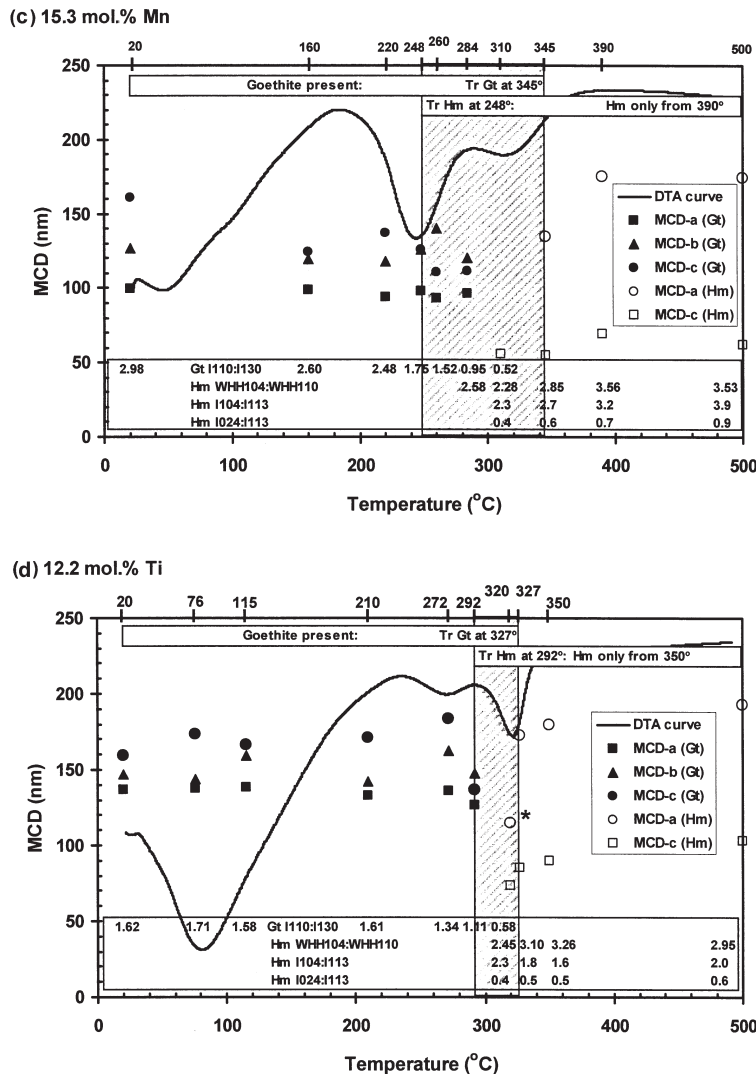 (c) 15.3 mol.% Mn
20 160 220 248 260 284 310 345 390 500
250
Goethite present: Tr Gt at 345º
Tr Hm at 248º: Hm only from 390º
200
DTA curve
MCD-a (Gt)
MCD-b (Gt)
MCD-c (Gt)
MCD-a (Hm)
MCD-c (Hm)
150
MCD (nm)
100
50
2.98 Gt I110:I130 2.60 2.48 1.75 1.52 0.95 0.52
Hm WHH104:WHH110 2.58 2.28 2.85 3.56 3.53
Hm I104:I113 2.3 2.7 3.2 3.9
Hm I024:I113 0.4 0.6 0.7 0.9
0
0 100 200 300 400 500
Temperature (ºC)
(d) 12.2 mol.% Ti
20 76 115 210 272 292 320 327 350
250
Goethite present: Tr Gt at 327º
Tr Hm at 292º: Hm only from 350º
200
DTA curve
MCD-a (Gt)
MCD-b (Gt)
MCD-c (Gt)
MCD-a (Hm)
MCD-c (Hm)
150
MCD (nm)
*
100
50
1.62 1.71 1.58 Gt I110:I130 1.61 1.34 1.11 0.58
Hm WHH104:WHH110 2.45 3.10 3.26 2.95
Hm I104:I113 2.3 1.8 1.6 2.0
Hm I024:I113 0.4 0.5 0.5 0.6
0
0 100 200 300 400 500
Temperature (ºC)